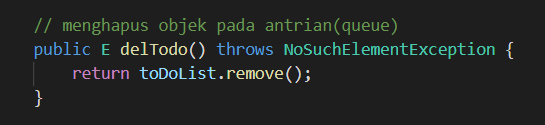 // menghapus objek pada antrian(queue)
public E delTodo() throws NoSuchElementException {
    return toDoList.remove();
}